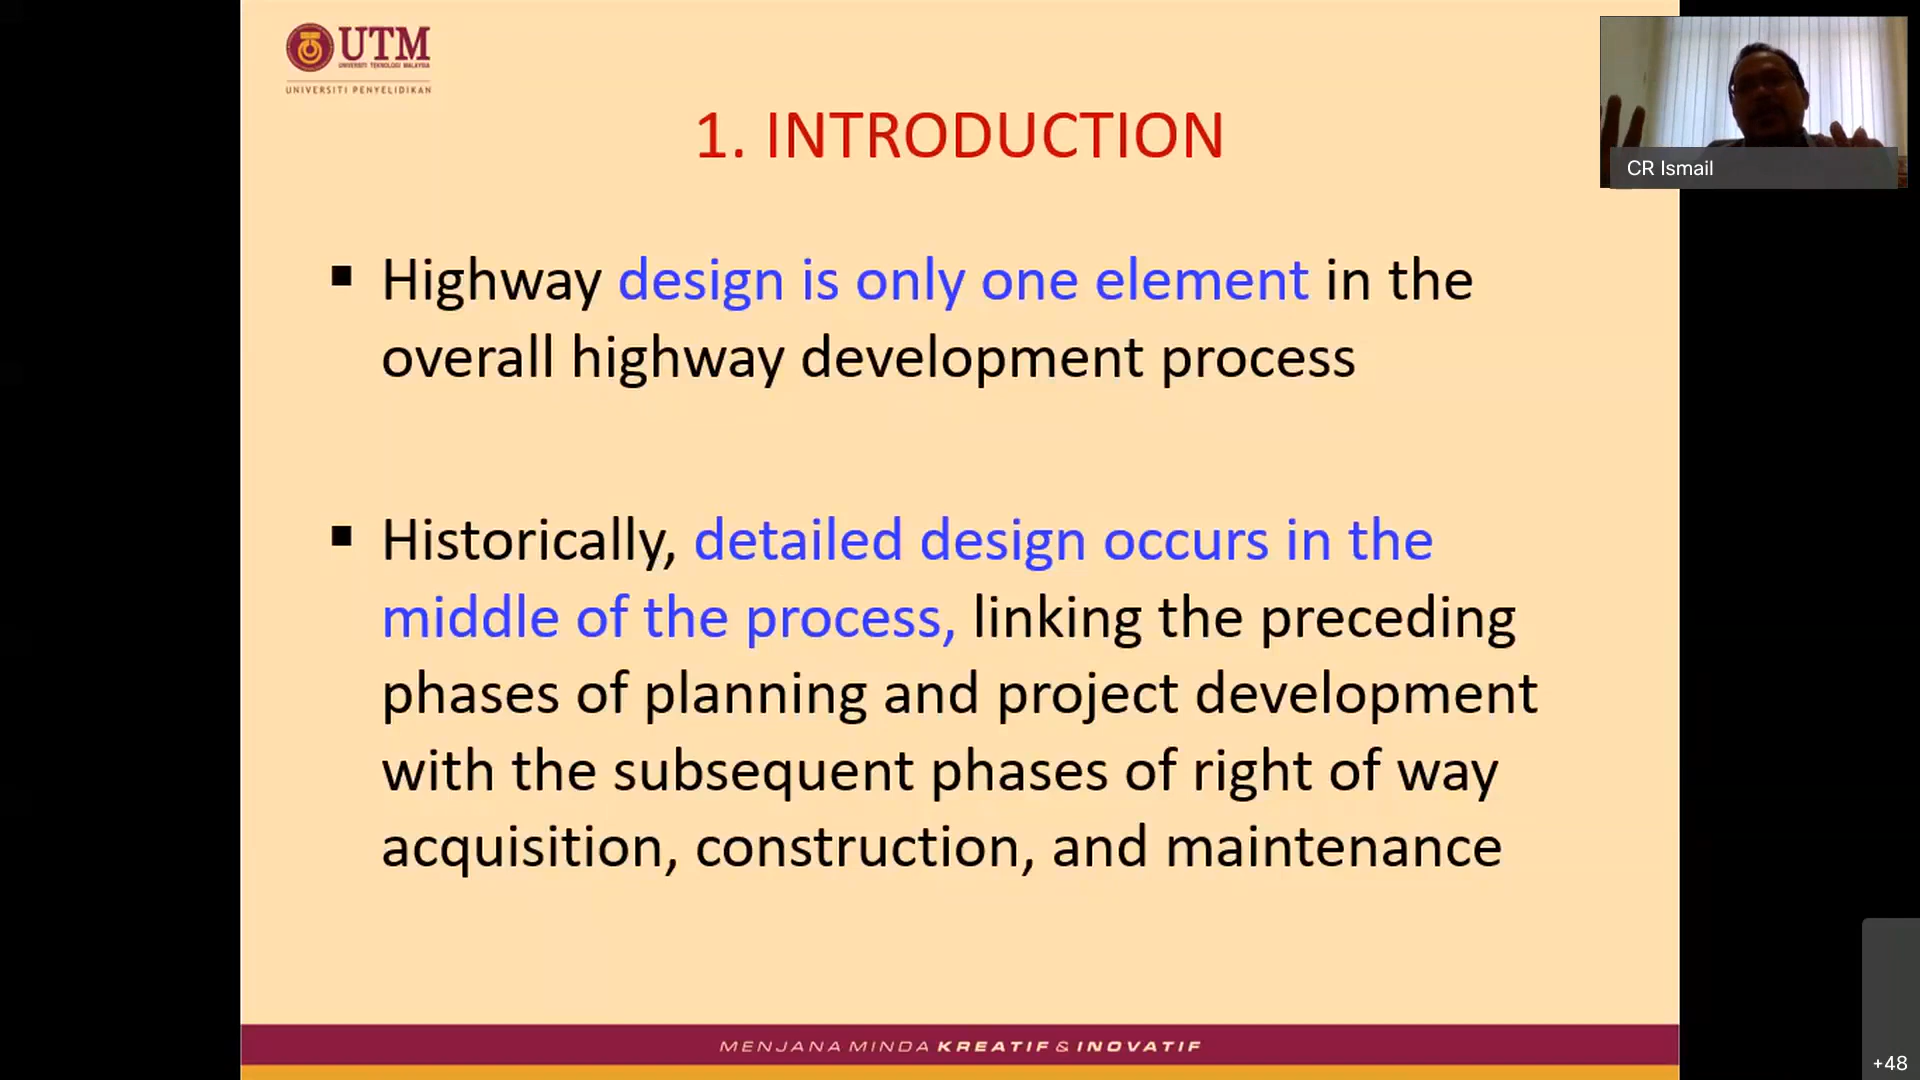 UTM
UNIVERSITI TEKNOLOGI MALAYSIA
UNIVERSITI PENYELIDIKAN
CR Ismail
1. INTRODUCTION
▪ Highway design is only one element in the
overall highway development process
▪ Historically, detailed design occurs in the
middle of the process, linking the preceding
phases of planning and project development
with the subsequent phases of right of way
acquisition, construction, and maintenance
MENJANA MINDA KREATIF & INOVATIF
+48